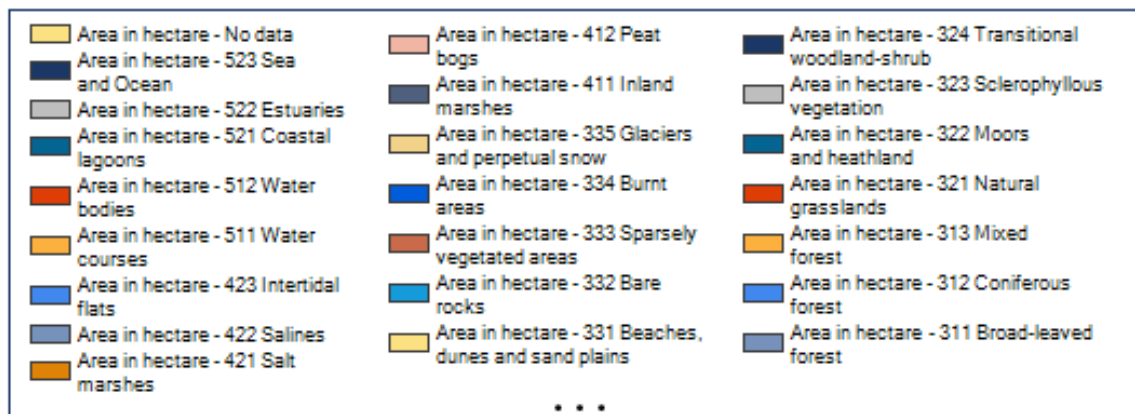 Area in hectare - No data
Area in hectare - 523 Sea
and Ocean
Area in hectare - 522 Estuaries
Area in hectare - 521 Coastal
lagoons
Area in hectare - 512 Water
bodies
Area in hectare - 511 Water
courses
Area in hectare - 423 Intertidal
flats
Area in hectare - 422 Salines
Area in hectare - 421 Salt
marshes
Area in hectare - 412 Peat
bogs
Area in hectare - 411 Inland
marshes
Area in hectare - 335 Glaciers
and perpetual snow
Area in hectare - 334 Burnt
areas
Area in hectare - 333 Sparsely
vegetated areas
Area in hectare - 332 Bare
rocks
Area in hectare - 331 Beaches,
dunes and sand plains
Area in hectare - 324 Transitional
woodland-shrub
Area in hectare - 323 Sclerophyllous
vegetation
Area in hectare - 322 Moors
and heathland
Area in hectare - 321 Natural
grasslands
Area in hectare - 313 Mixed
forest
Area in hectare - 312 Coniferous
forest
Area in hectare - 311 Broad-leaved
forest
...